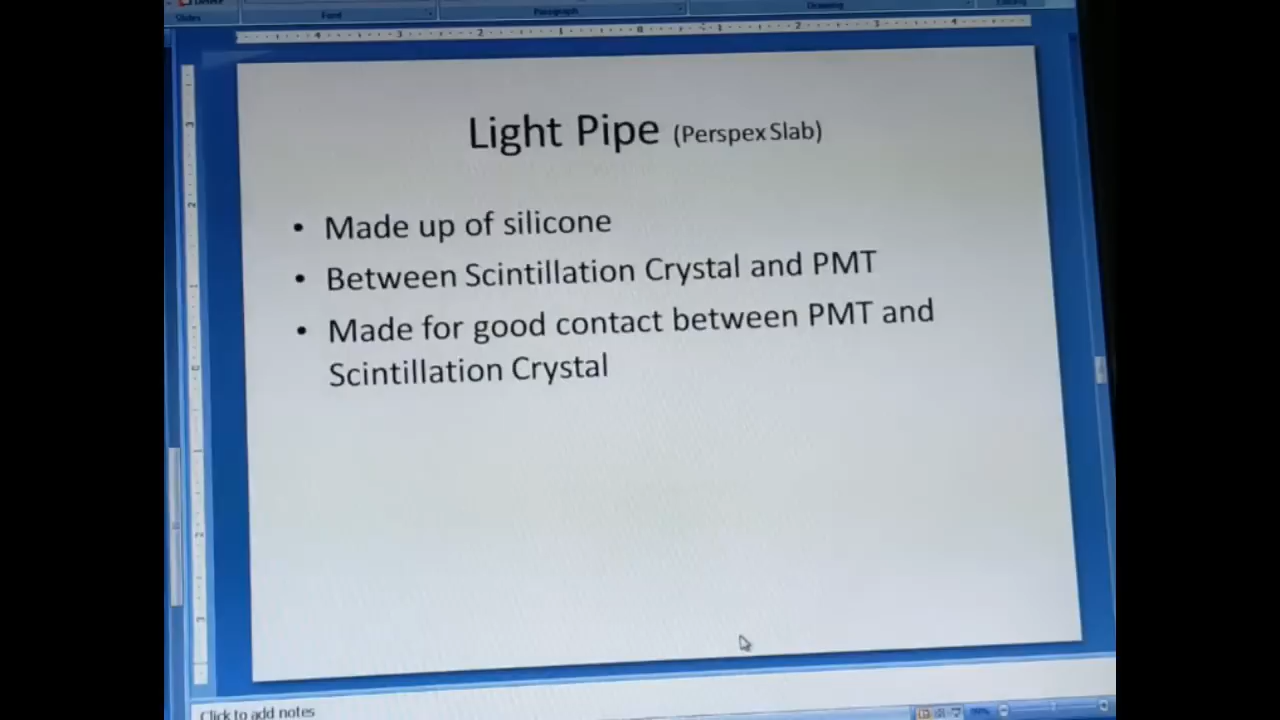 Slides
Font
Paragraph
Drawing
Light Pipe (Perspex Slab)
• Made up of silicone
• Between Scintillation Crystal and PMT
• Made for good contact between PMT and
Scintillation Crystal
Click to add notes